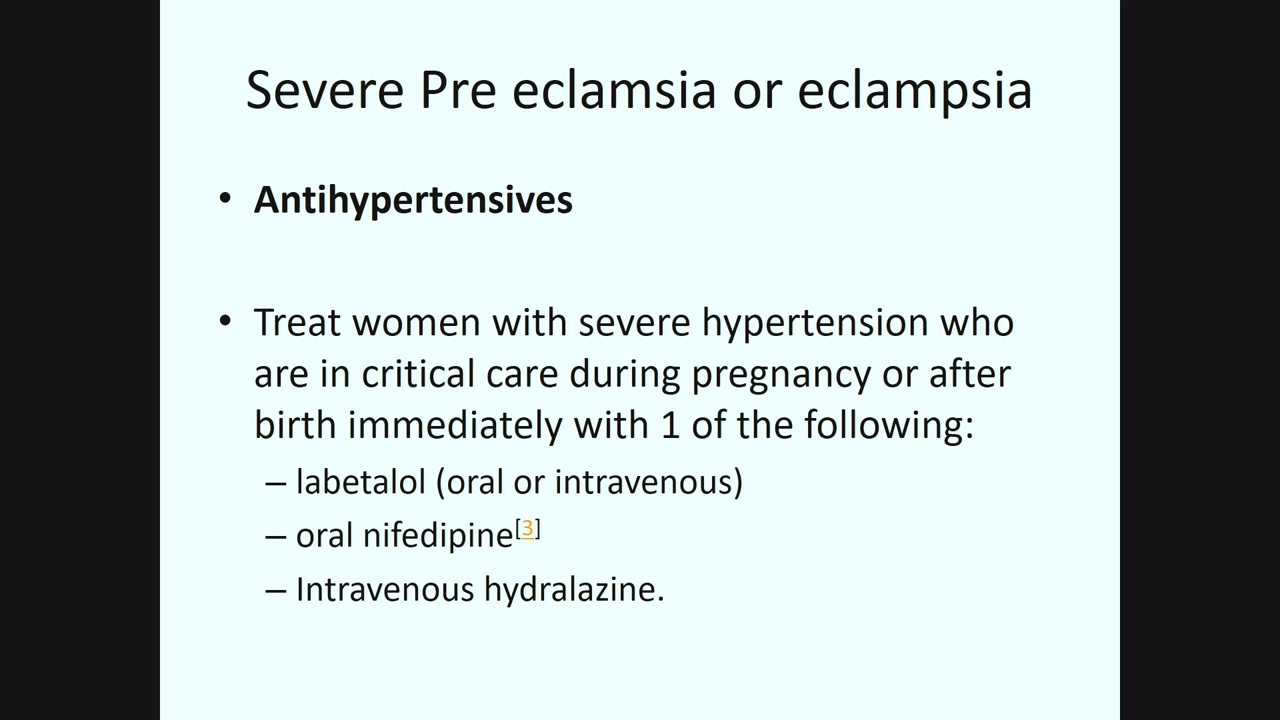 Severe Pre eclamsia or eclampsia
• Antihypertensives
• Treat women with severe hypertension who
are in critical care during pregnancy or after
birth immediately with 1 of the following:
– labetalol (oral or intravenous)
– oral nifedipine[3]
– Intravenous hydralazine.